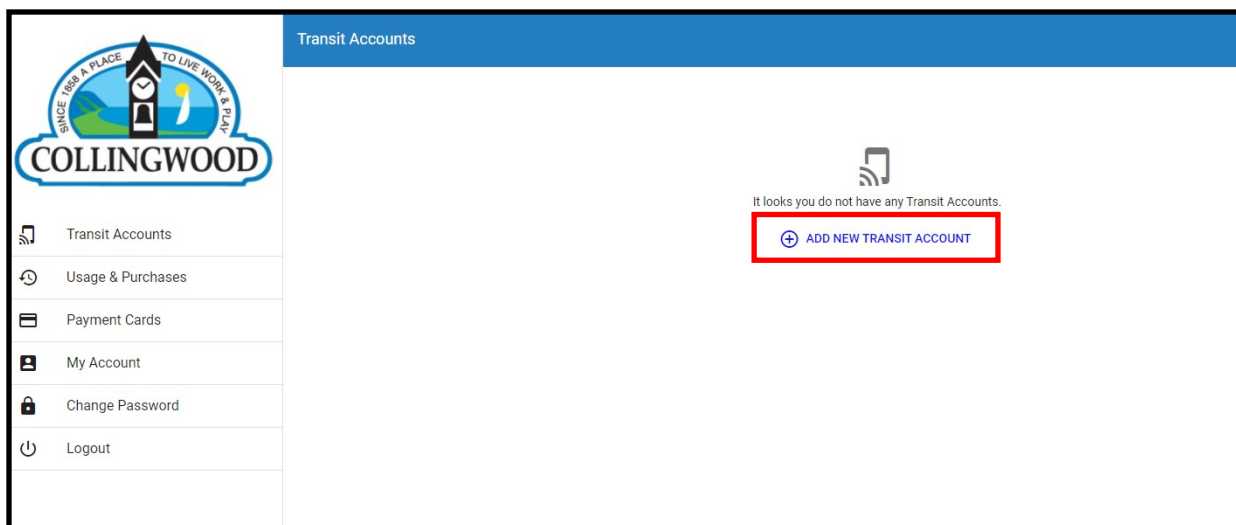 Transit Accounts
SINCE 1858 A PLACE TO LIVE WORK & PLAY
COLLINGWOOD
It looks you do not have any Transit Accounts.
ADD NEW TRANSIT ACCOUNT
Transit Accounts
Usage & Purchases
Payment Cards
My Account
Change Password
Logout